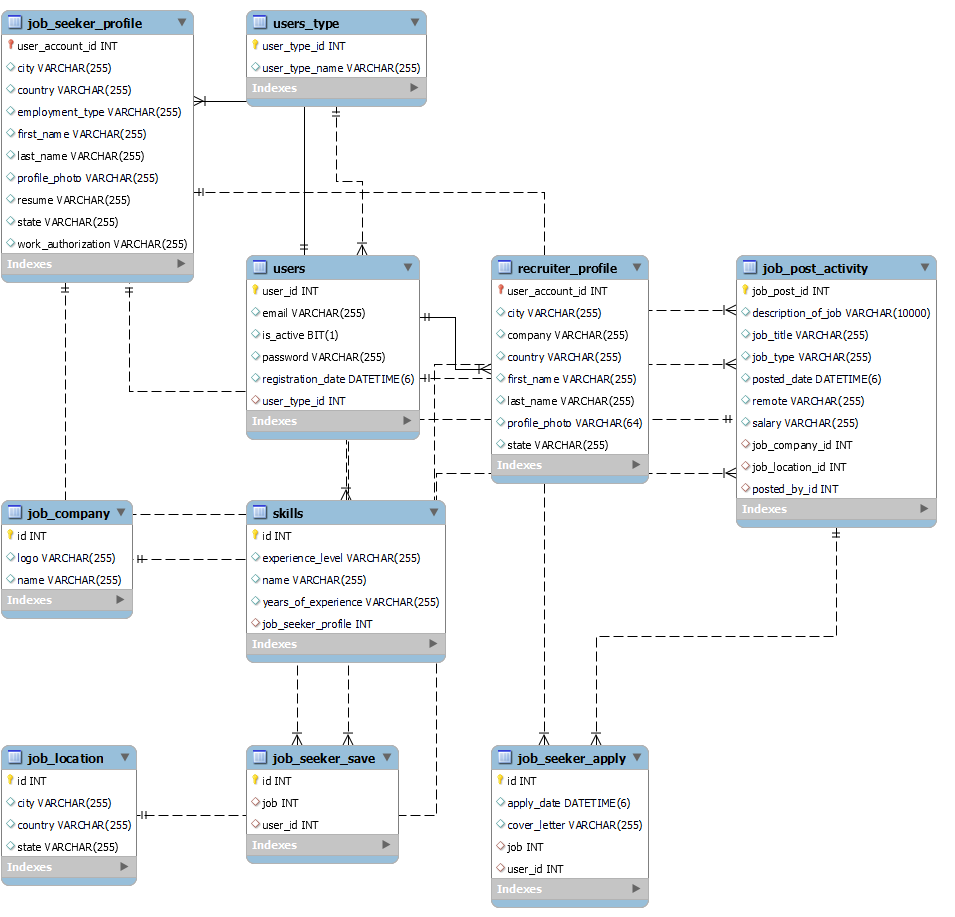 job_seeker_profile
user_account_id INT
city VARCHAR(255)
country VARCHAR(255)
employment_type VARCHAR(255)
first_name VARCHAR(255)
last_name VARCHAR(255)
profile_photo VARCHAR(255)
resume VARCHAR(255)
state VARCHAR(255)
work_authorization VARCHAR(255)
Indexes
users_type
user_type_id INT
user_type_name VARCHAR(255)
Indexes
users
user_id INT
email VARCHAR(255)
is_active BIT(1)
password VARCHAR(255)
registration_date DATETIME(6)
user_type_id INT
Indexes
recruiter_profile
user_account_id INT
city VARCHAR(255)
company VARCHAR(255)
country VARCHAR(255)
first_name VARCHAR(255)
last_name VARCHAR(255)
profile_photo VARCHAR(64)
state VARCHAR(255)
Indexes
job_post_activity
job_post_id INT
description_of_job VARCHAR(10000)
job_title VARCHAR(255)
job_type VARCHAR(255)
posted_date DATETIME(6)
remote VARCHAR(255)
salary VARCHAR(255)
job_company_id INT
job_location_id INT
posted_by_id INT
Indexes
job_company
id INT
logo VARCHAR(255)
name VARCHAR(255)
Indexes
skills
id INT
experience_level VARCHAR(255)
name VARCHAR(255)
years_of_experience VARCHAR(255)
job_seeker_profile INT
Indexes
job_location
id INT
city VARCHAR(255)
country VARCHAR(255)
state VARCHAR(255)
Indexes
job_seeker_save
id INT
job INT
user_id INT
Indexes
job_seeker_apply
id INT
apply_date DATETIME(6)
cover_letter VARCHAR(255)
job INT
user_id INT
Indexes